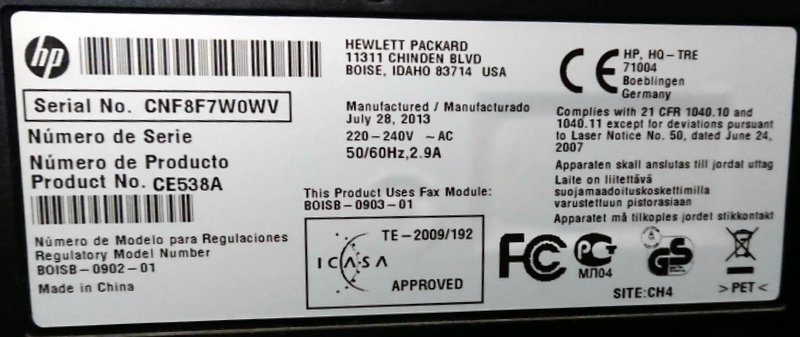 hp
HEWLETT PACKARD
11311 CHINDEN BLVD
BOISE, IDAHO 83714 USA
Serial No. CNF8F7W0WV
Número de Serie
Número de Producto
Product No. CE538A
Número de Modelo para Regulaciones
Regulatory Model Number
BOISB-0902-01
Made in China
Manufactured / Manufacturado
July 28, 2013
220-240V ~ AC
50/60Hz, 2.9A
This Product Uses Fax Module:
BOISB-0903-01
TE-2009/192
ICASA
APPROVED
CE
HP, HQ-TRE
71004
Boeblingen
Germany
Complies with 21 CFR 1040.10 and
1040.11 except for deviations pursuant
to Laser Notice No. 50, dated June 24,
2007
Apparaten skall anslutas till jordat uttag
Laite on liitettävä
suojamaadoituskoskettimilla
varustettuun pistorasiaan
Apparatet må tilkoples jordet stikkontakt
FC
РСТ
МЛ04
GS
SITE:CH4
>PET<